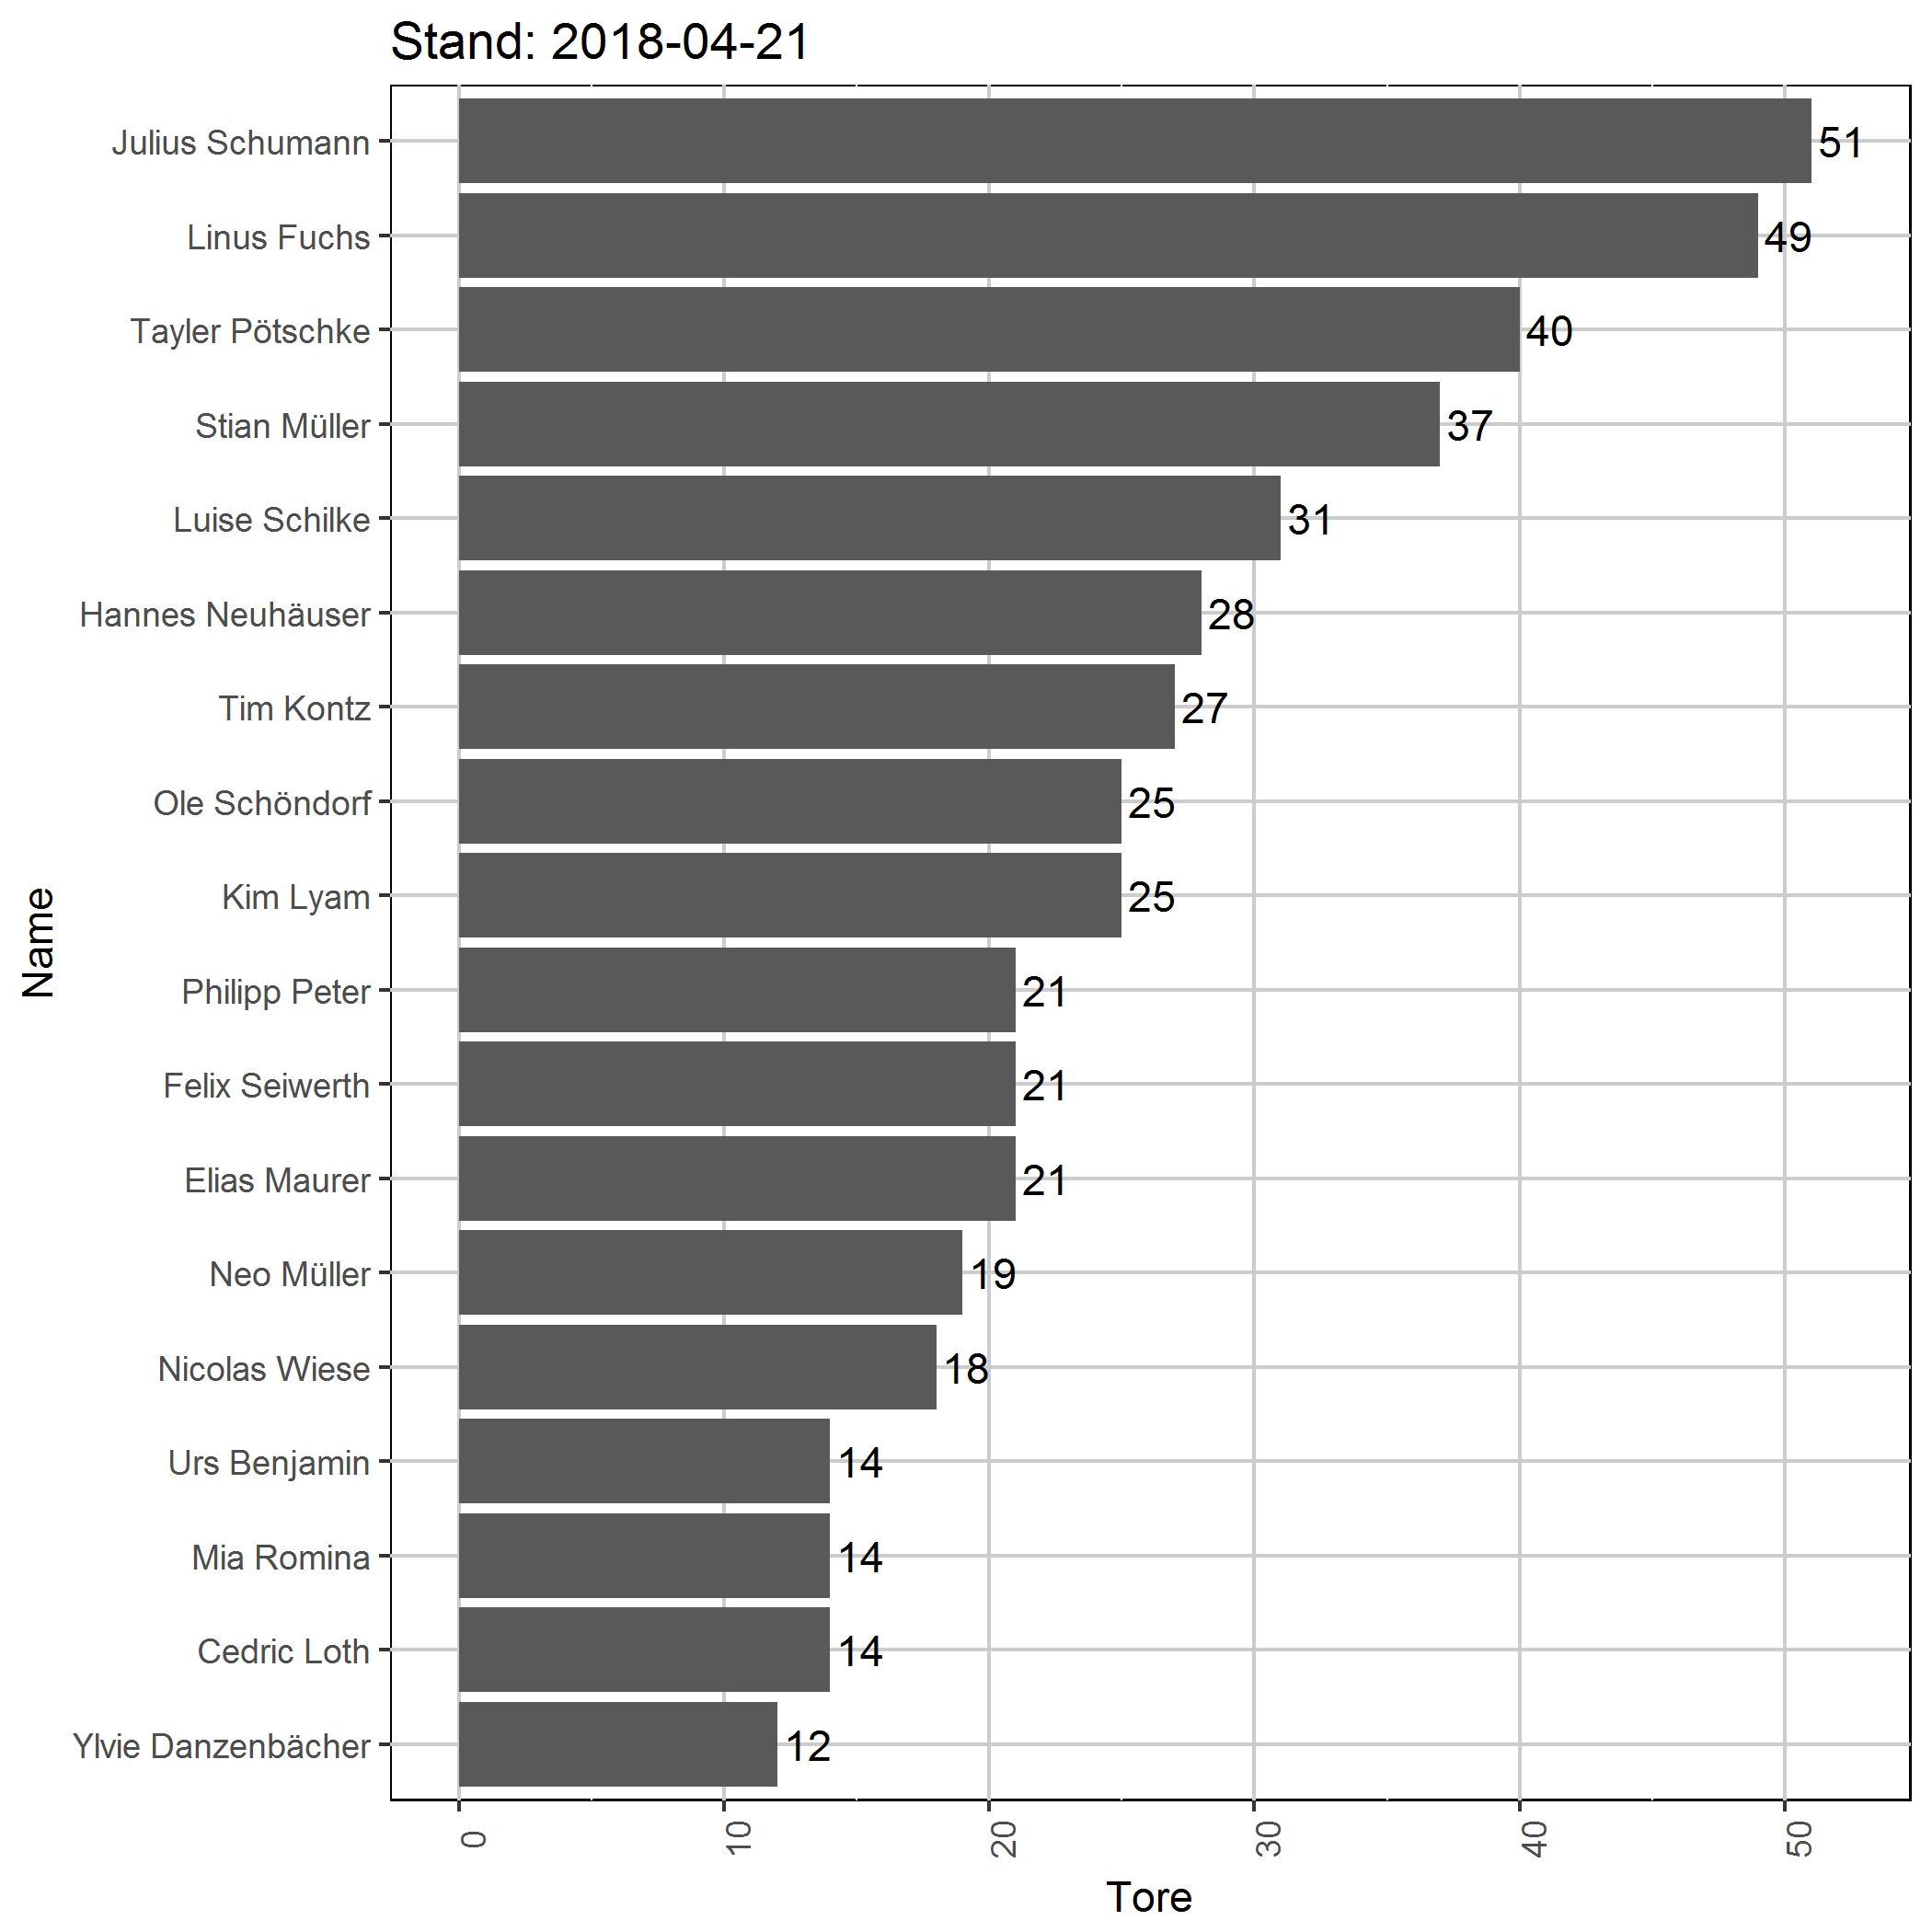 Stand: 2018-04-21
Julius Schumann 51
Linus Fuchs 49
Tayler Pötschke 40
Stian Müller 37
Luise Schilke 31
Hannes Neuhäuser 28
Tim Kontz 27
Ole Schöndorf 25
Kim Lyam 25
Philipp Peter 21
Felix Seiwerth 21
Elias Maurer 21
Neo Müller 19
Nicolas Wiese 18
Urs Benjamin 14
Mia Romina 14
Cedric Loth 14
Ylvie Danzenbächer 12
Name
0 10 20 30 40 50
Tore